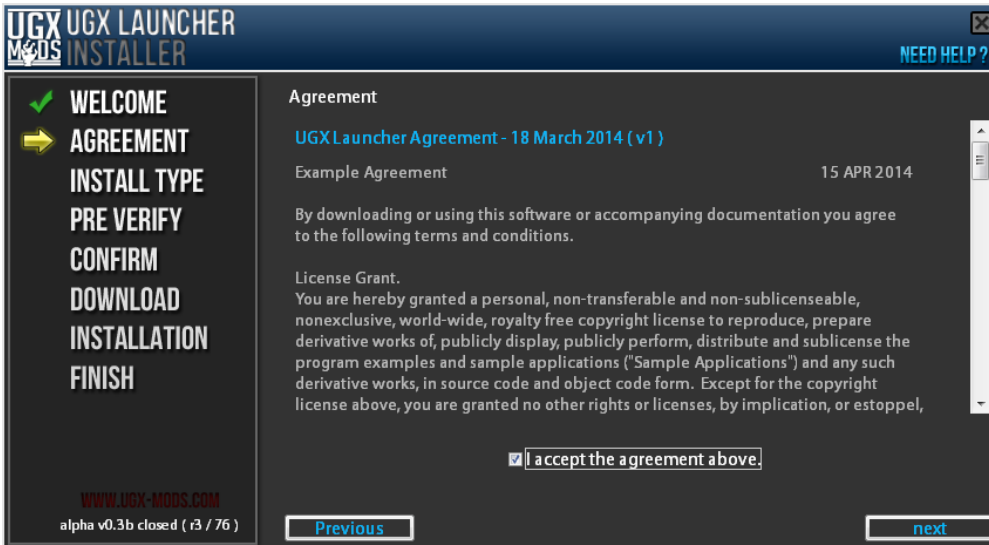 UGX MODS
UGX LAUNCHER
INSTALLER
NEED HELP ?
WELCOME
AGREEMENT
INSTALL TYPE
PRE VERIFY
CONFIRM
DOWNLOAD
INSTALLATION
FINISH
WWW.UGX-MODS.COM
alpha v0.3b closed ( r3 / 76 )
Agreement
UGX Launcher Agreement - 18 March 2014 ( v1 )
Example Agreement 15 APR 2014
By downloading or using this software or accompanying documentation you agree
to the following terms and conditions.
License Grant.
You are hereby granted a personal, non-transferable and non-sublicenseable,
nonexclusive, world-wide, royalty free copyright license to reproduce, prepare
derivative works of, publicly display, publicly perform, distribute and sublicense the
program examples and sample applications ("Sample Applications") and any such
derivative works, in source code and object code form. Except for the copyright
license above, you are granted no other rights or licenses, by implication, or estoppel,
I accept the agreement above.
Previous
next